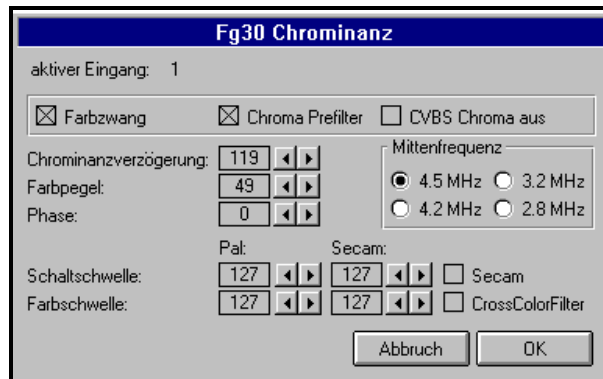 Fg30 Chrominanz
aktiver Eingang: 1
Farbzwang Chroma Prefilter CVBS Chroma aus
Chrominanzverzögerung: 119
Farbpegel: 49
Phase: 0
Mittenfrequenz
4.5 MHz 3.2 MHz
4.2 MHz 2.8 MHz
Pal: Secam:
Schaltschwelle: 127 127 Secam
Farbschwelle: 127 127 CrossColorFilter
Abbruch OK